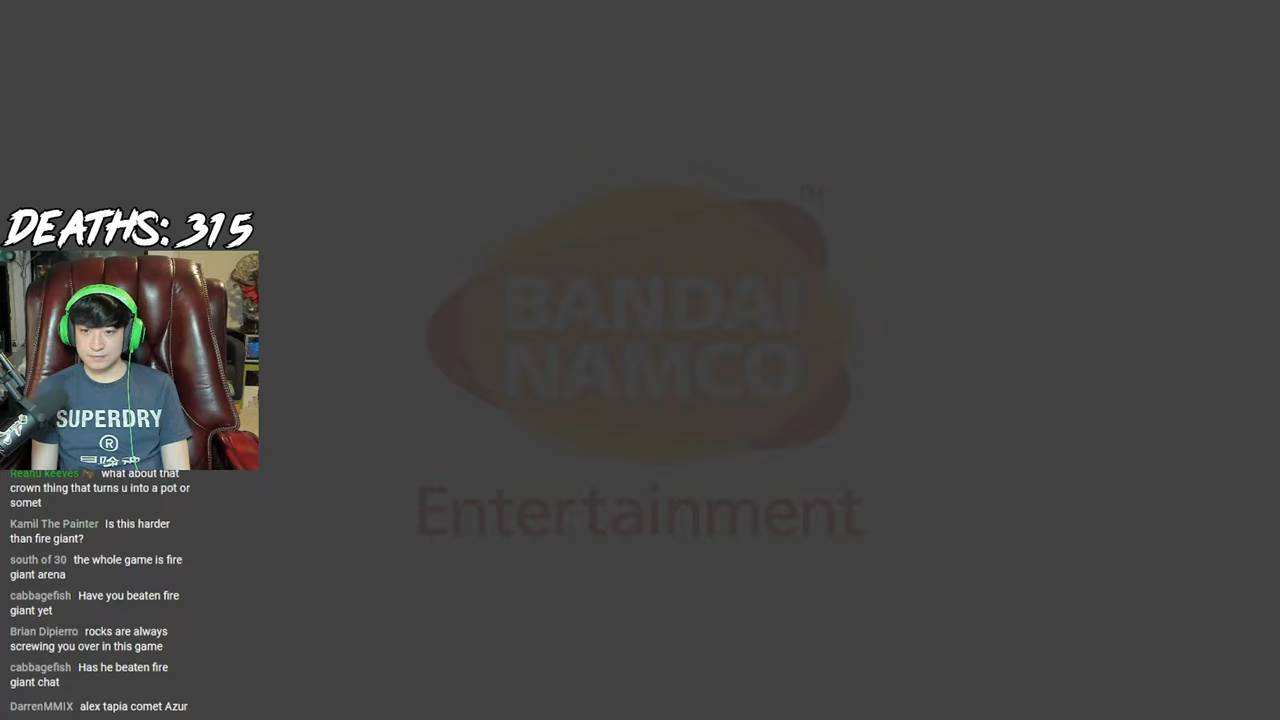 TM
BANDAI
NAMCO
Entertainment
DEATHS: 315
SUPERDRY
®
Reanu keeves what about that
crown thing that turns u into a pot or
somet
Kamil The Painter Is this harder
than fire giant?
south of 30 the whole game is fire
giant arena
cabbagefish Have you beaten fire
giant yet
Brian Dipierro rocks are always
screwing you over in this game
cabbagefish Has he beaten fire
giant chat
DarrenMMIX alex tapia comet Azur